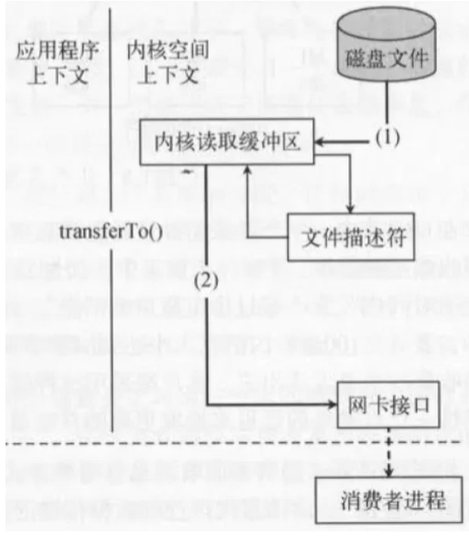 应用程序
上下文
内核空间
上下文
磁盘文件
(1)
内核读取缓冲区
transferTo()
文件描述符
(2)
网卡接口
消费者进程